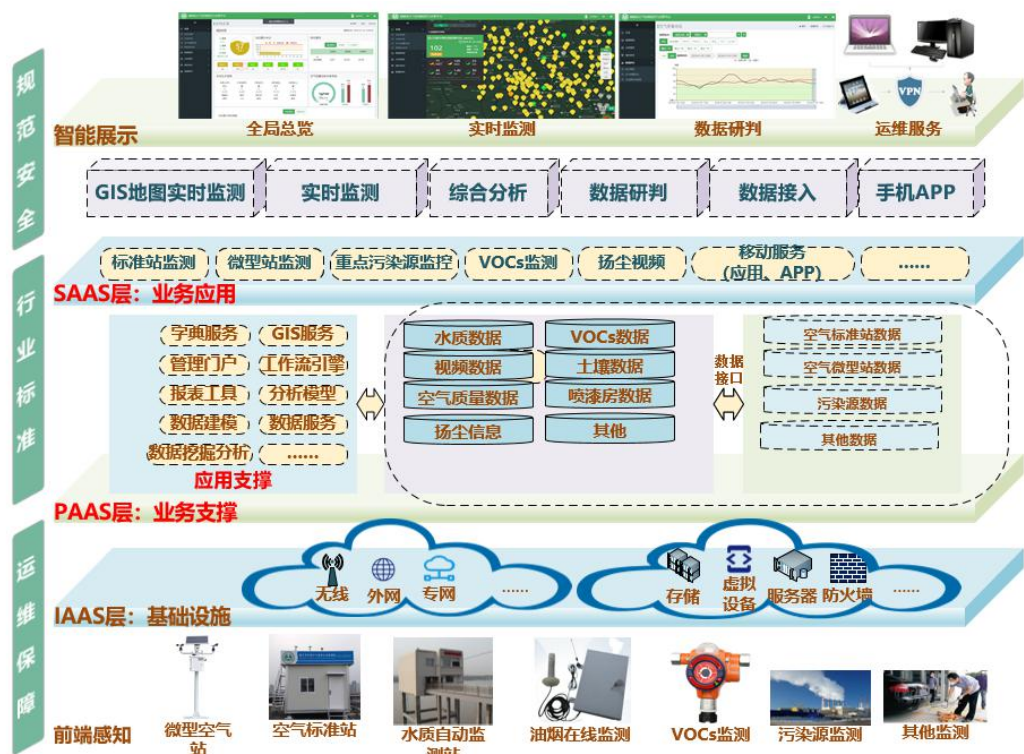 规范安全
行业标准
运维保障
全局总览
实时监测
数据研判
VPN
运维服务
智能展示
GIS地图实时监测
实时监测
综合分析
数据研判
数据接入
手机APP
标准站监测
微型站监测
重点污染源监控
VOCs监测
扬尘视频
移动服务
(应用、APP)
......
SAAS层：业务应用
字典服务
GIS服务
管理门户
工作流引擎
报表工具
分析模型
数据建模
数据服务
数据挖掘分析
......
应用支撑
水质数据
VOCs数据
视频数据
土壤数据
空气质量数据
喷漆房数据
扬尘信息
其他
数据
接口
空气标准站数据
空气微型站数据
污染源数据
其他数据
PAAS层：业务支撑
无线
外网
专网
......
存储
虚拟
设备
服务器
防火墙
......
IAAS层：基础设施
前端感知
微型空气
站
空气标准站
水质自动监
测站
油烟在线监测
VOCs监测
污染源监测
其他监测